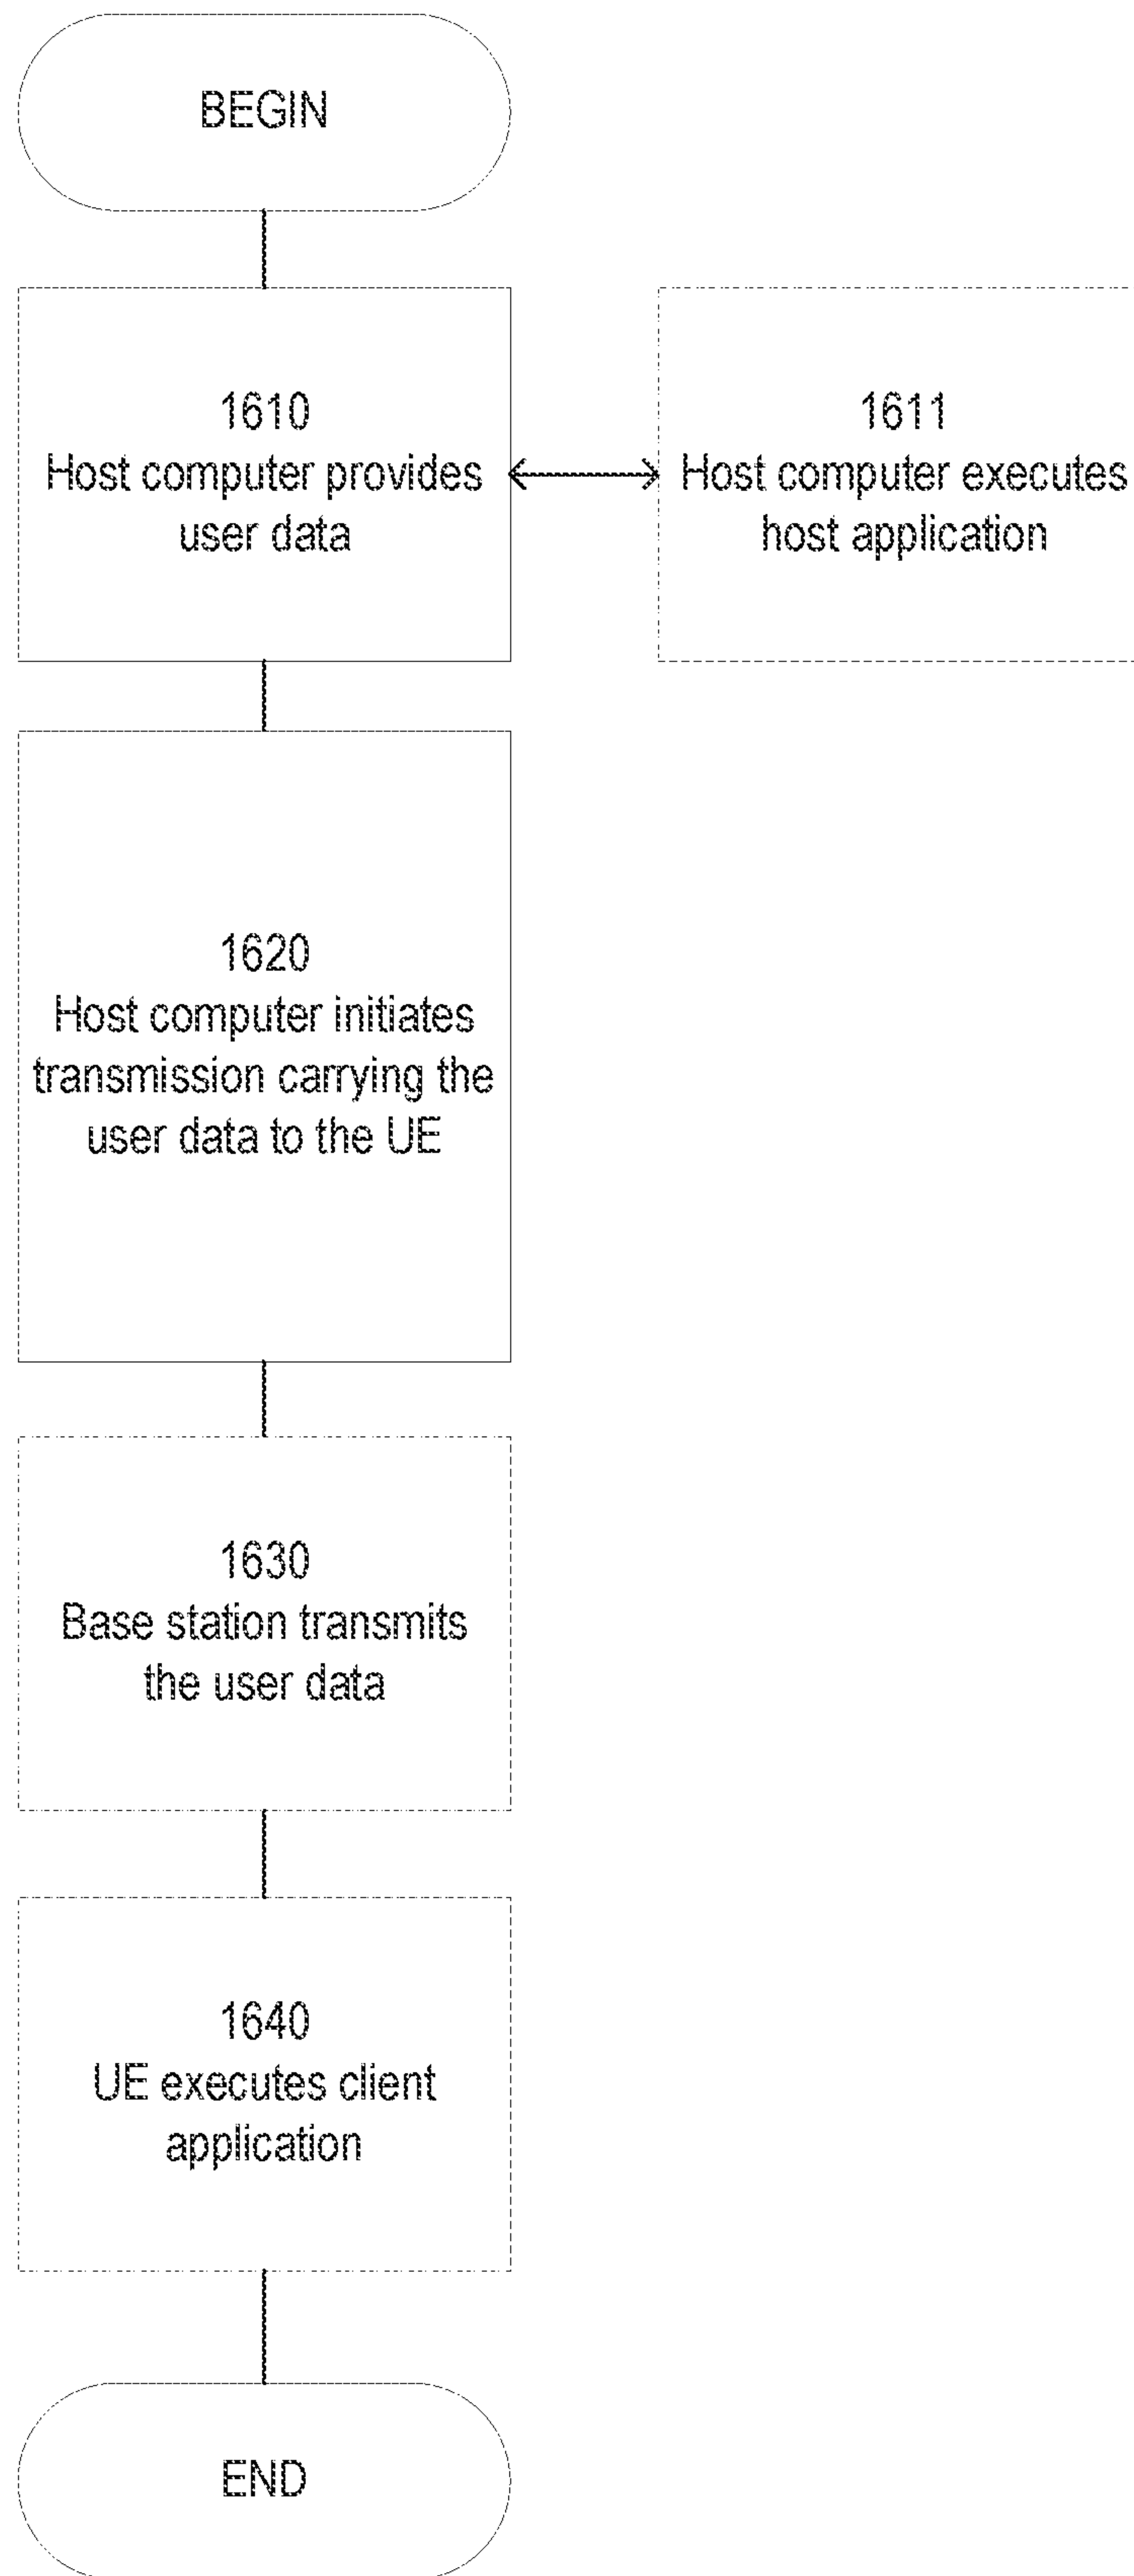 BEGIN
1610
Host computer provides
user data
1611
Host computer executes
host application
1620
Host computer initiates
transmission carrying the
user data to the UE
1630
Base station transmits
the user data
1640
UE executes client
application
END